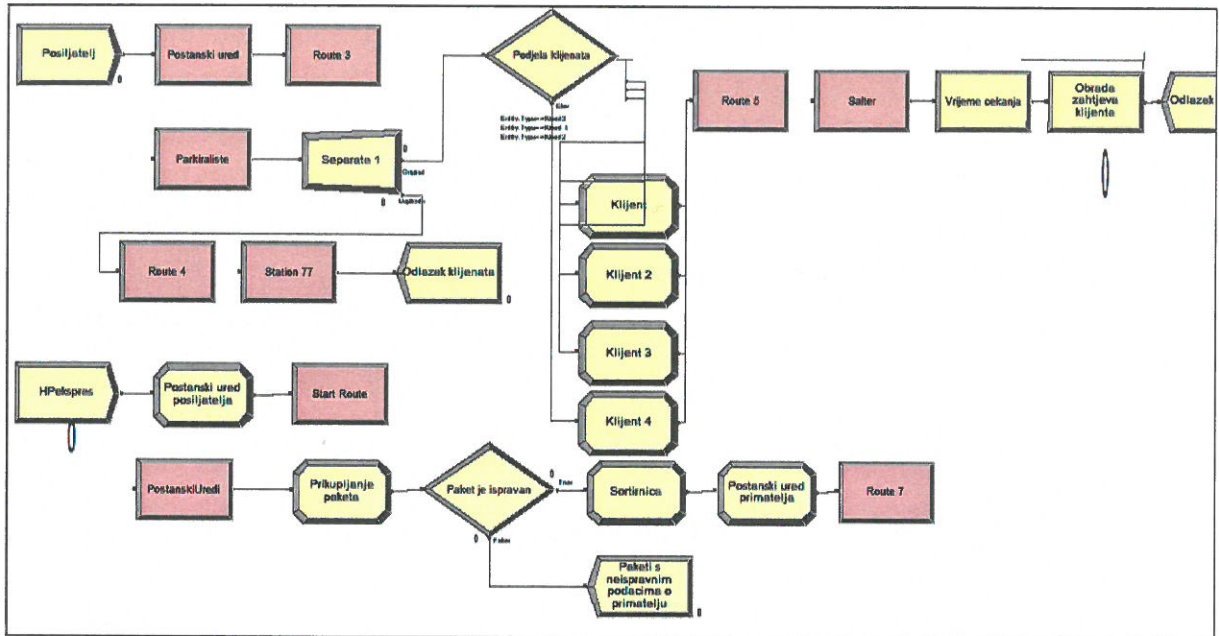 Posiljatelj
Postanski ured
Route 3
Podjela klijenata
Else
Route 5
Salter
Vrijeme cekanja
Obrada
zahtjeva
klijenta
Odlazak
Parkiraliste
Separate 1
Original
Klijent
Route 4
Station 77
Odlazak klijenata
Klijent 2
Klijent 3
HPekspres
Postanski ured
posiljatelja
Start Route
Klijent 4
PostanskiUredi
Prikupljanje
paketa
Paket je ispravan
True
False
Sortirnica
Postanski ured
primatelja
Route 7
Paketi s
neispravnim
podacima o
primatelju